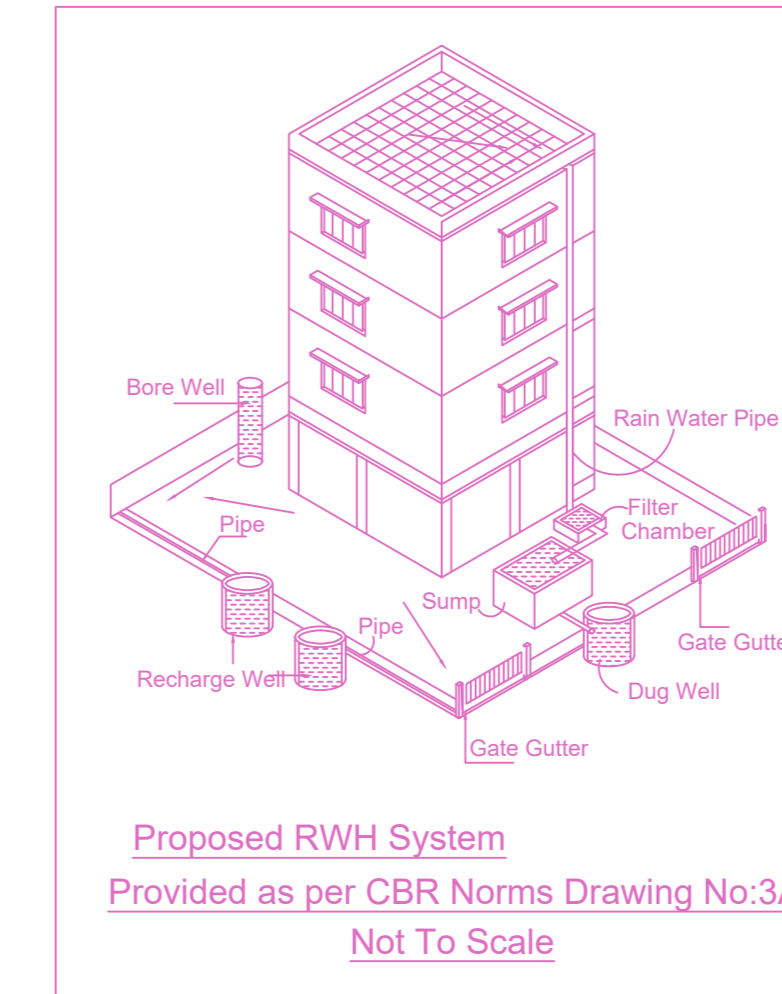 Bore Well
Rain Water Pipe
Filter
Chamber
Pipe
Sump
Pipe
Gate Gutte
Recharge Well
Dug Well
Gate Gutter
Proposed RWH System
Provided as per CBR Norms Drawing No:3A
Not To Scale